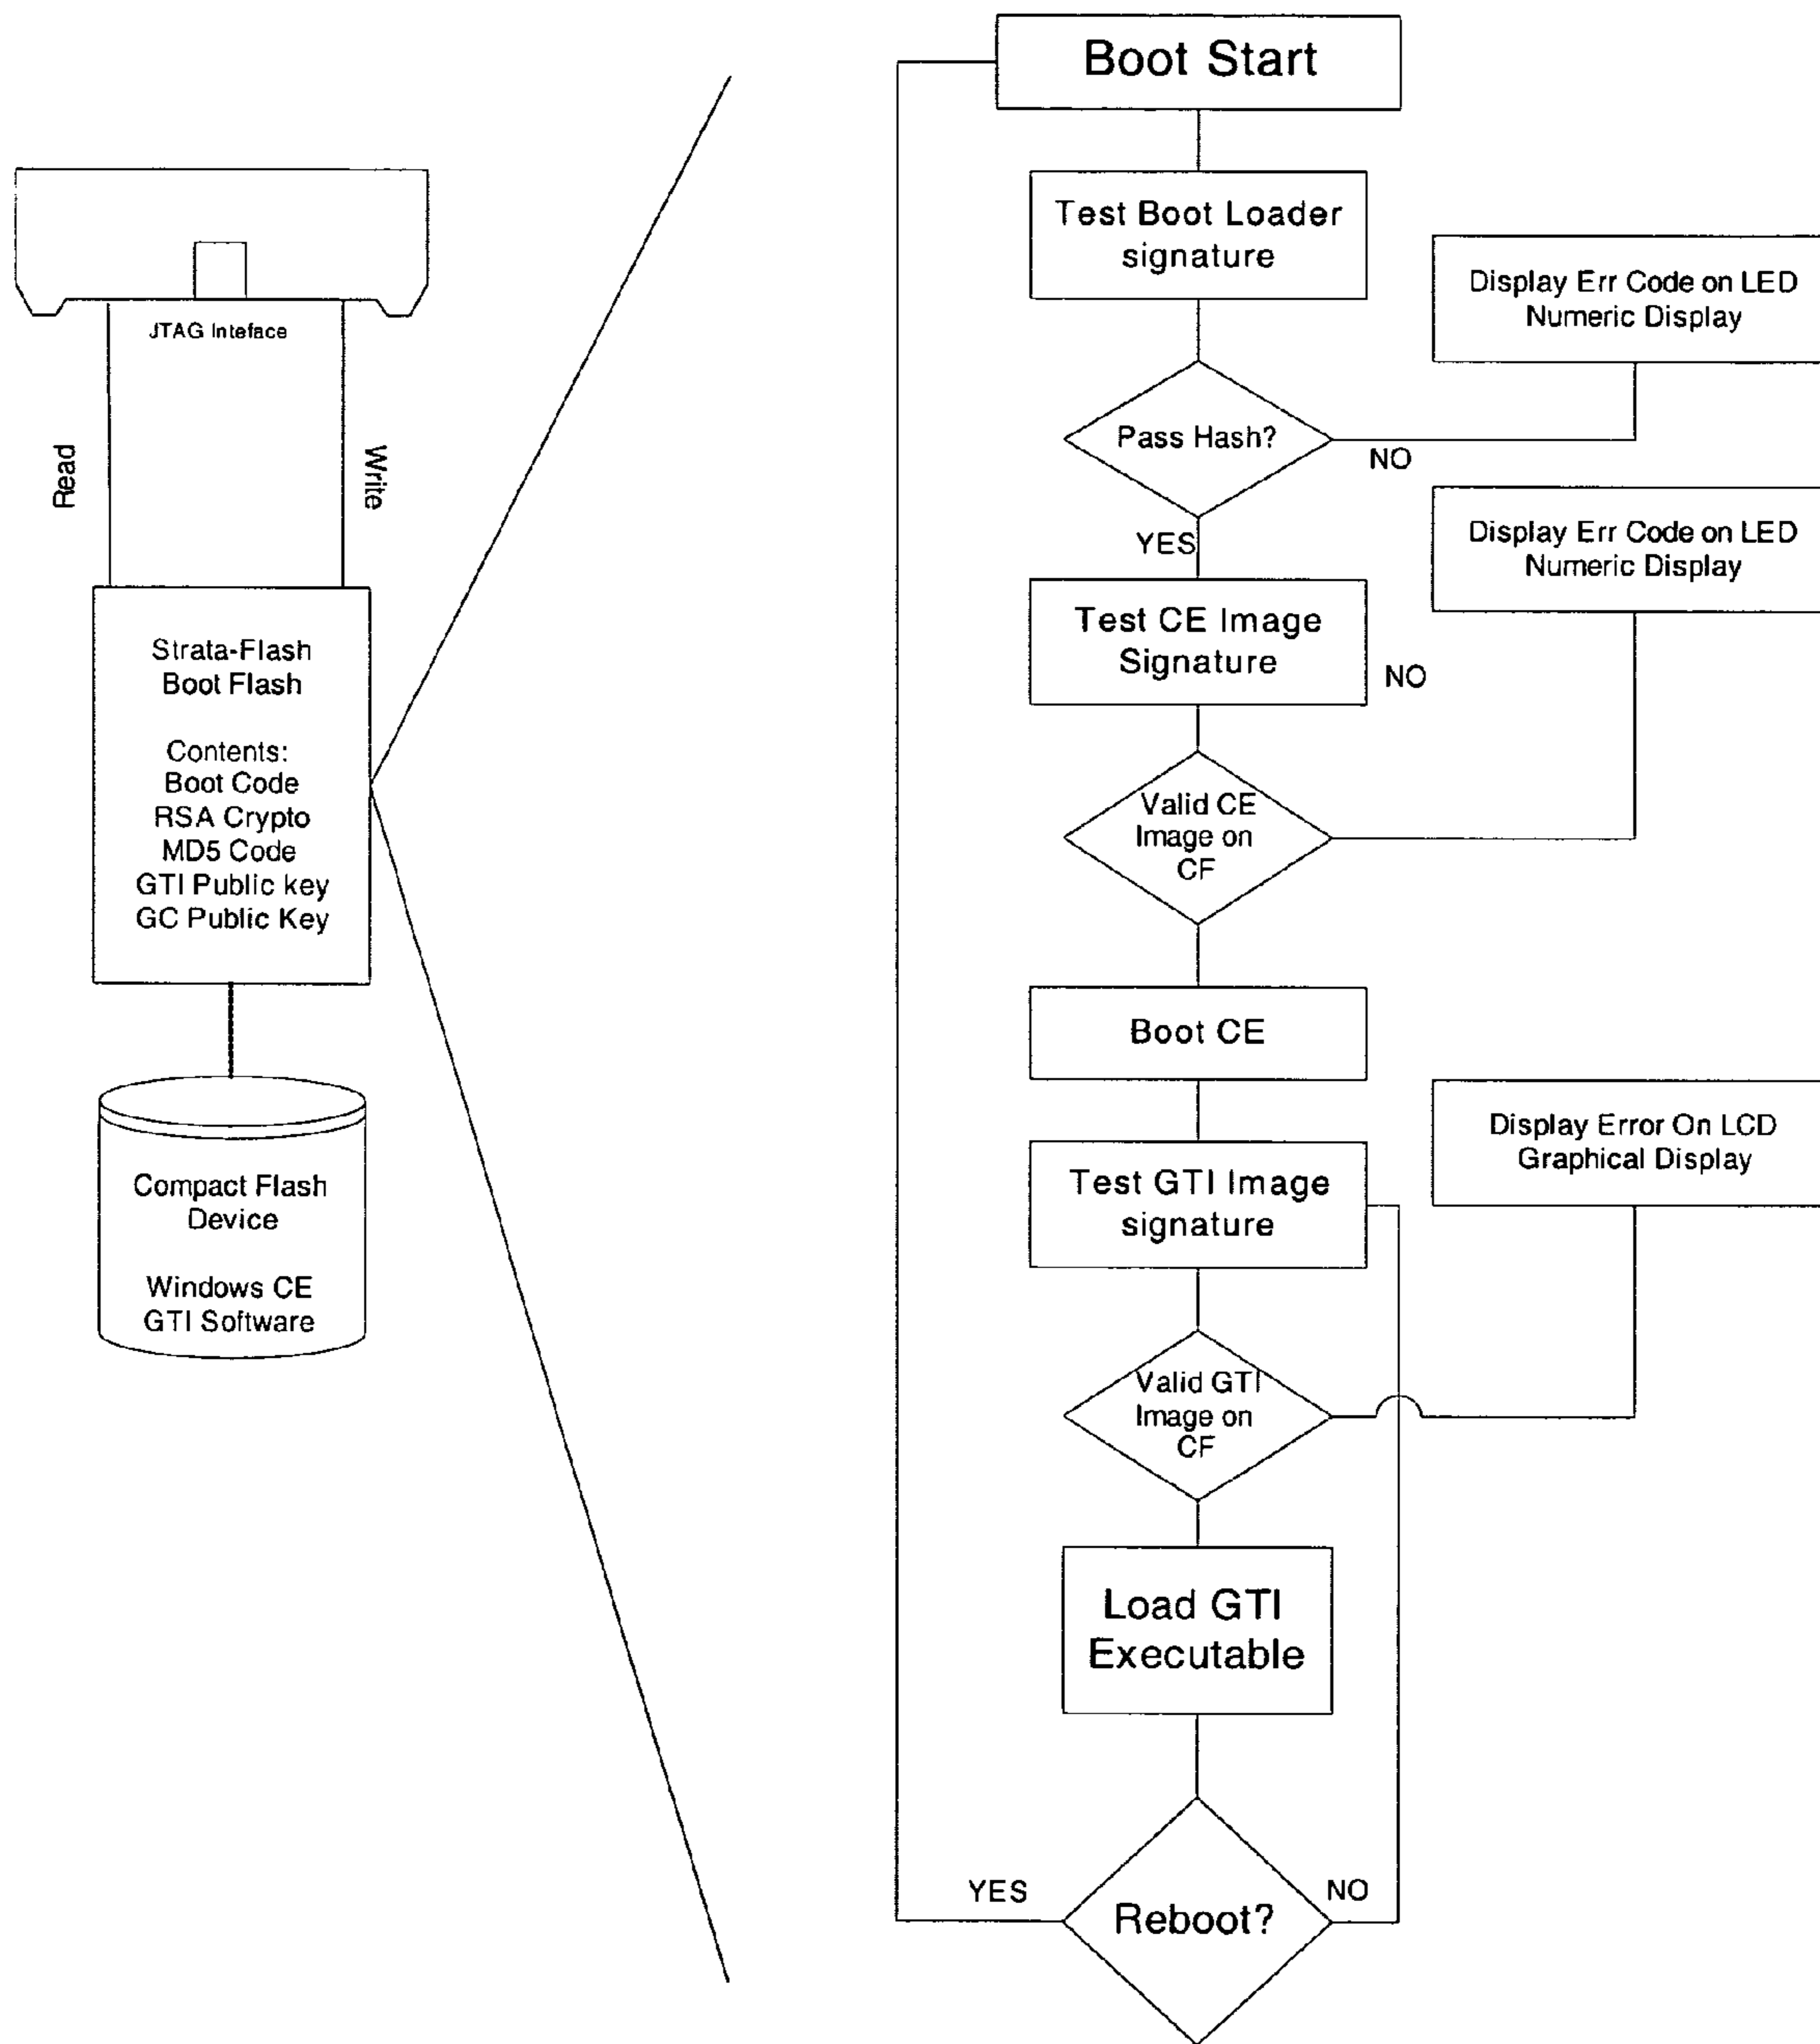 JTAG Inteface
Read
Write
Strata-Flash
Boot Flash
Contents:
Boot Code
RSA Crypto
MD5 Code
GTI Public key
GC Public Key
Compact Flash
Device
Windows CE
GTI Software
Boot Start
Test Boot Loader
signature
Display Err Code on LED
Numeric Display
Pass Hash?
NO
YES
Display Err Code on LED
Numeric Display
Test CE Image
Signature
NO
Valid CE
Image on
CF
Boot CE
Test GTI Image
signature
Display Error On LCD
Graphical Display
Valid GTI
Image on
CF
Load GTI
Executable
YES
Reboot?
NO